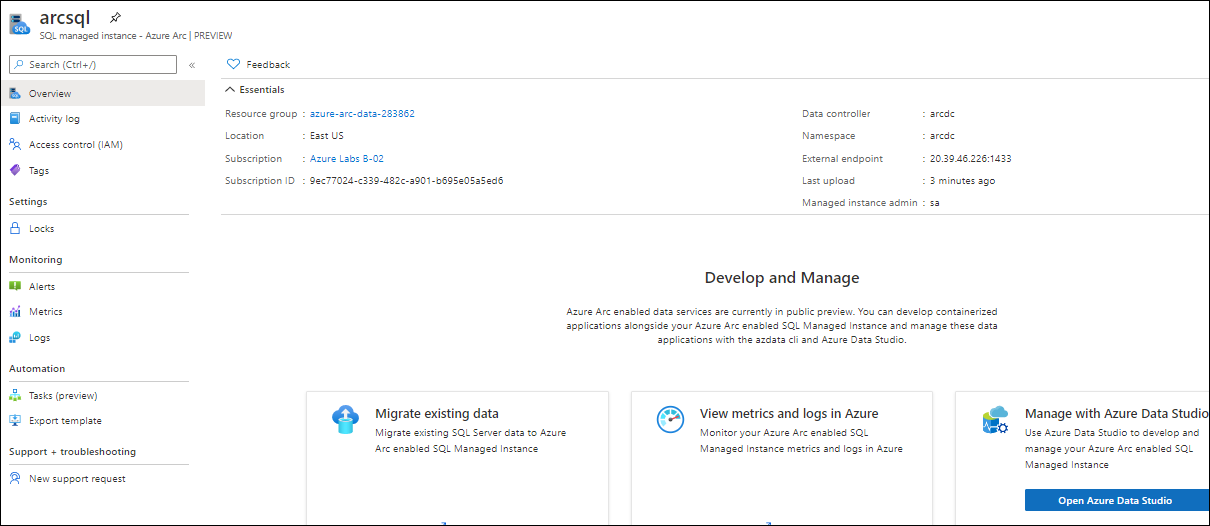 arcsql
SQL managed instance - Azure Arc | PREVIEW
Search (Ctrl+/)
«
Overview
Activity log
Access control (IAM)
Tags
Settings
Locks
Monitoring
Alerts
Metrics
Logs
Automation
Tasks (preview)
Export template
Support + troubleshooting
New support request
Feedback
Essentials
Resource group : azure-arc-data-283862
Location : East US
Subscription : Azure Labs B-02
Subscription ID : 9ec77024-c339-482c-a901-b695e05a5ed6
Data controller : arcdc
Namespace : arcdc
External endpoint : 20.39.46.226:1433
Last upload : 3 minutes ago
Managed instance admin : sa
Develop and Manage
Azure Arc enabled data services are currently in public preview. You can develop containerized
applications alongside your Azure Arc enabled SQL Managed Instance and manage these data
applications with the azdata cli and Azure Data Studio.
Migrate existing data
Migrate existing SQL Server data to Azure
Arc enabled SQL Managed Instance
View metrics and logs in Azure
Monitor your Azure Arc enabled SQL
Managed Instance metrics and logs in Azure
Manage with Azure Data Studio
Use Azure Data Studio to develop and
manage your Azure Arc enabled SQL
Managed Instance
Open Azure Data Studio